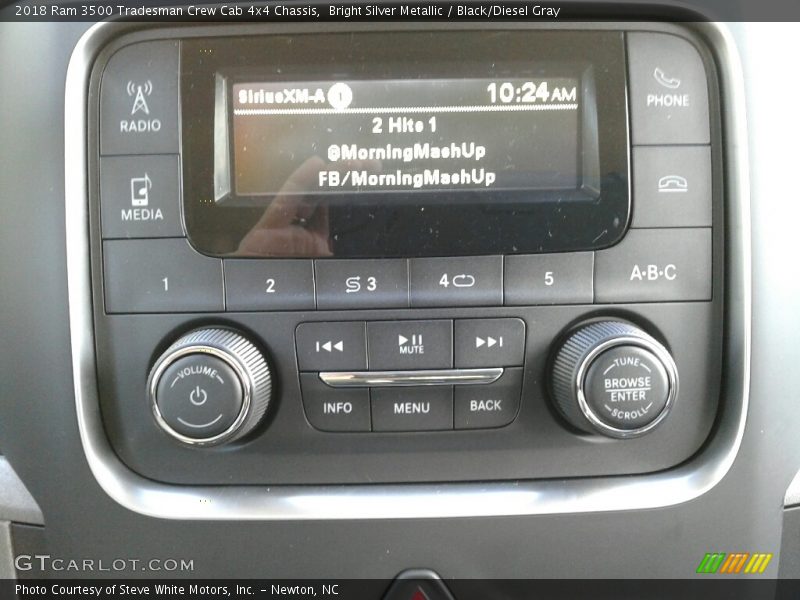 2018 Ram 3500 Tradesman Crew Cab 4x4 Chassis, Bright Silver Metallic / Black/Diesel Gray
RADIO
SiriusXM-A 1
10:24AM
PHONE
2 Hits 1
@MorningMashUp
FB/MorningMashUp
MEDIA
1
2
3
4
5
A·B·C
MUTE
VOLUME
TUNE
BROWSE
ENTER
SCROLL
INFO
MENU
BACK
GTCARLOT.COM
Photo Courtesy of Steve White Motors, Inc. - Newton, NC